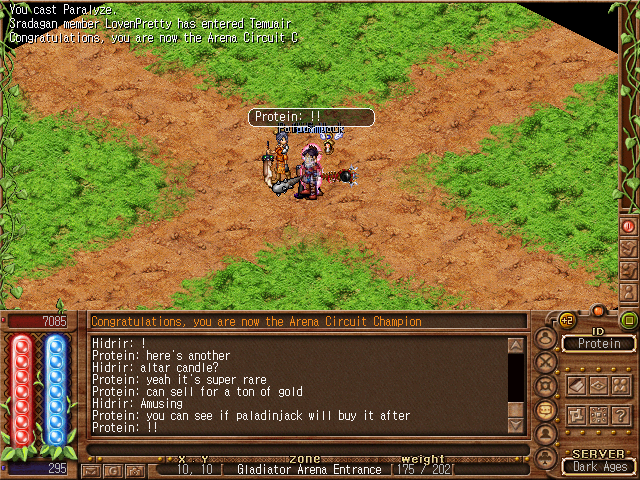 You cast Paralyze.
Sradagan member LovenPretty has entered Temuair
Congratulations, you are now the Arena Circuit C
Protein: !!
7085
Congratulations, you are now the Arena Circuit Champion
+2
ID
Protein
Hidrir: !
Protein: here's another
Hidrir: altar candle?
Protein: yeah it's super rare
Protein: can sell for a ton of gold
Hidrir: Amusing
Protein: you can see if paladinjack will buy it after
Protein: !!
295
X Y zone weight
10, 10 [ Gladiator Arena Entrance [175 / 202[
SERVER
Dark Ages